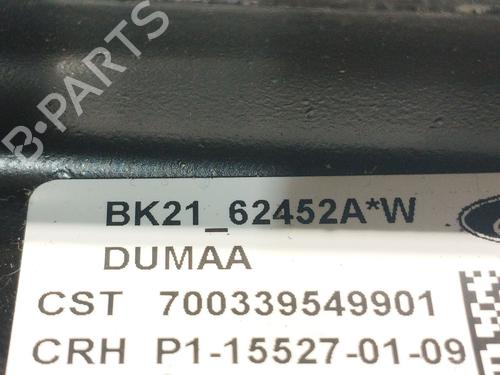 B-PARTS
BK21_62452A*W
DUMAA
CST 700339549901
CRH P1-15527-01-09